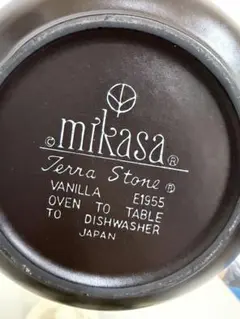 © mikasa ®
Terra Stone ®
VANILLA E1955
OVEN TO TABLE
TO DISHWASHER
JAPAN